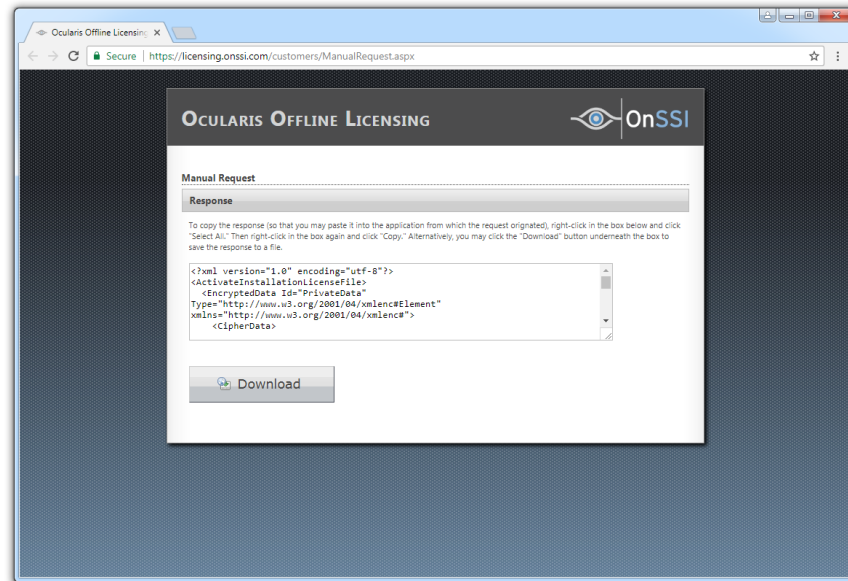 Ocularis Offline Licensing
Secure https://licensing.onssi.com/customers/ManualRequest.aspx
OCULARIS OFFLINE LICENSING
OnSSI
Manual Request
Response
To copy the response (so that you may paste it into the application from which the request orignated), right-click in the box below and click
"Select All." Then right-click in the box again and click "Copy." Alternatively, you may click the "Download" button underneath the box to
save the response to a file.
<?xml version="1.0" encoding="utf-8"?>
<ActivateInstallationLicenseFile>
<EncryptedData Id="PrivateData"
Type="http://www.w3.org/2001/04/xmlenc#Element"
xmlns="http://www.w3.org/2001/04/xmlenc#">
<CipherData>
Download